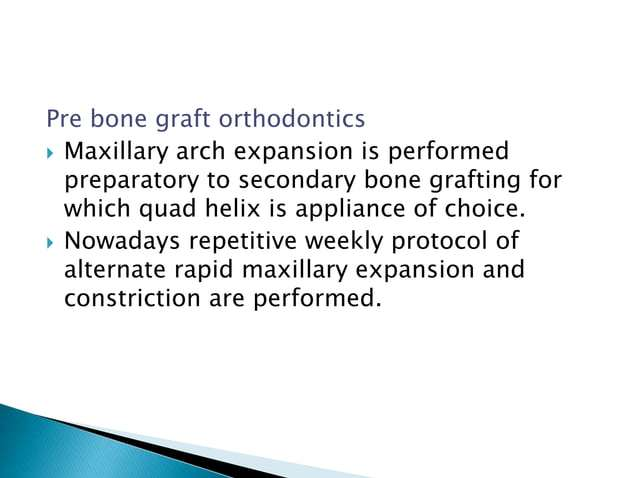 Pre bone graft orthodontics
Maxillary arch expansion is performed
preparatory to secondary bone grafting for
which quad helix is appliance of choice.
Nowadays repetitive weekly protocol of
alternate rapid maxillary expansion and
constriction are performed.